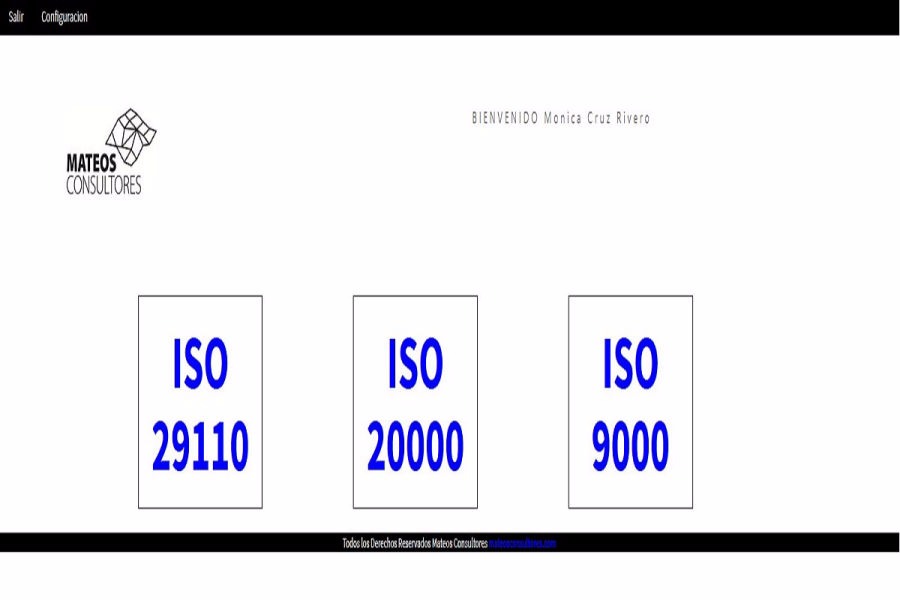 Salir Configuracion
BIENVENIDO Monica Cruz Rivero
MATEOS
CONSULTORES
ISO
29110
ISO
20000
ISO
9000
Todos los Derechos Reservados Mateos Consultores mateosconsultores.com